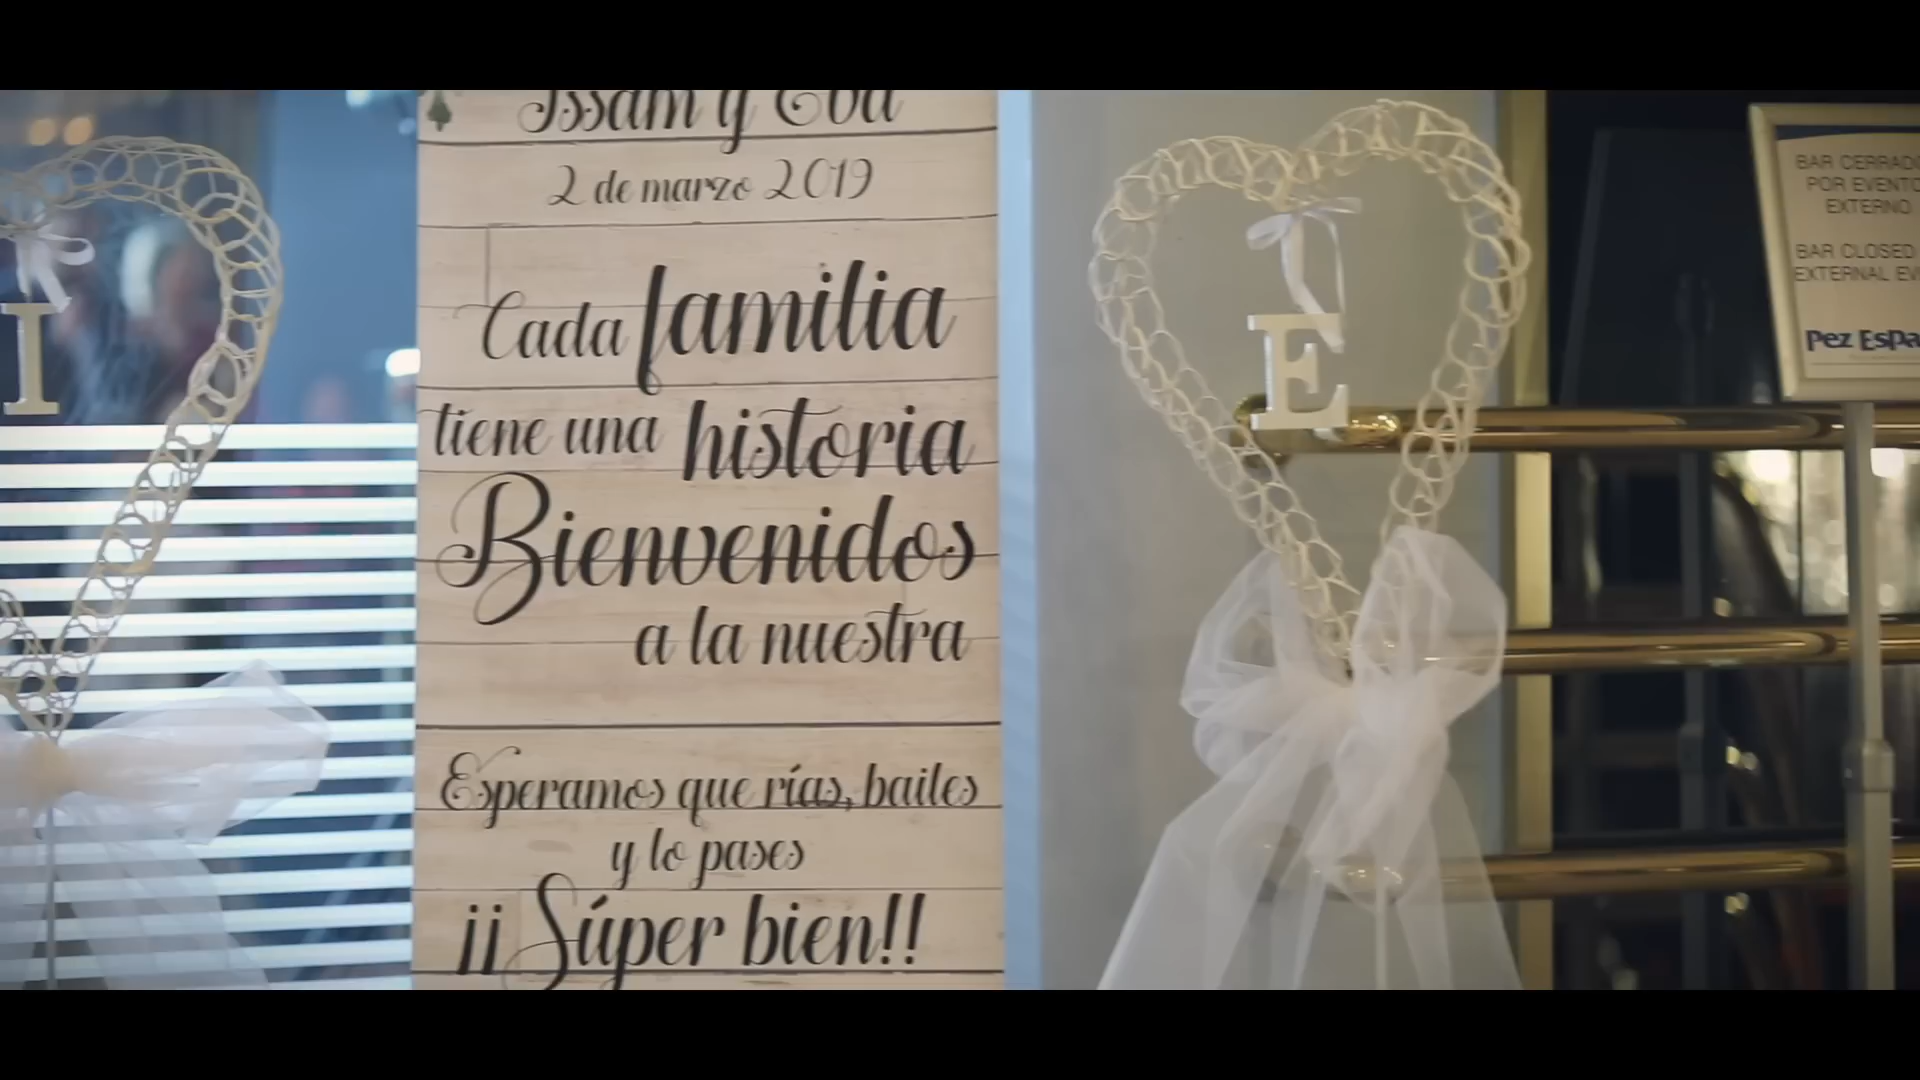 Issam y Eva
2 de marzo 2019
Cada familia
tiene una historia
Bienvenidos
a la nuestra
Esperamos que rías, bailes
y lo pases
¡¡Súper bien!!
I
E
BAR CERRADO
POR EVENTO
EXTERNO
BAR CLOSED
EXTERNAL
Pez